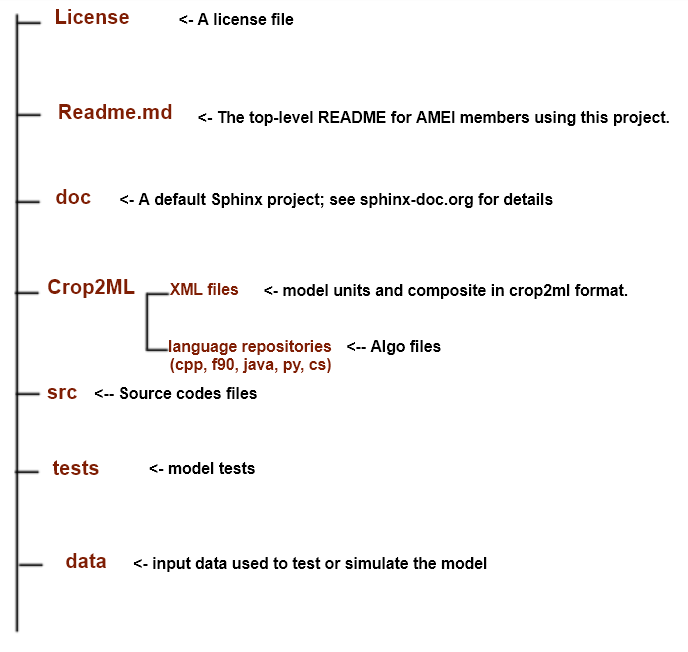 License <- A license file
Readme.md <- The top-level README for AMEI members using this project.
doc <- A default Sphinx project; see sphinx-doc.org for details
Crop2ML XML files <- model units and composite in crop2ml format.
language repositories <-- Algo files
(cpp, f90, java, py, cs)
src <-- Source codes files
tests <- model tests
data <- input data used to test or simulate the model